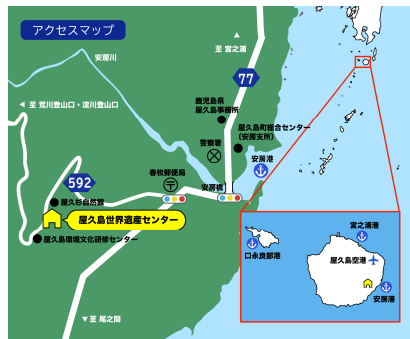 アクセスマップ
▲
至 宮之浦
安房川
77
◀ 至 荒川登山口・淀川登山口
鹿児島県
屋久島事務所
屋久島町総合センター
(安房支所)
警察署
安房港
春牧郵便局
安房橋
592
屋久杉自然館
屋久島世界遺産センター
屋久島環境文化研修センター
▼至 尾之間
宮之浦港
口永良部港
屋久島空港
安房港